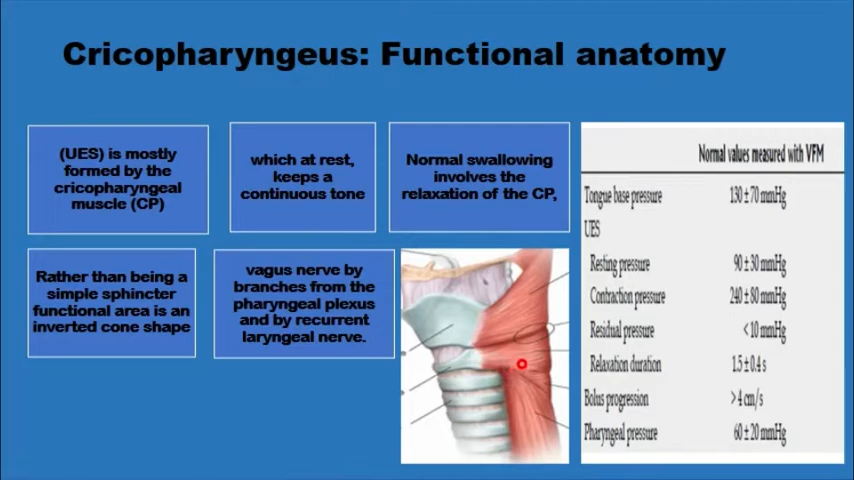 Cricopharyngeus: Functional anatomy
(UES) is mostly
formed by the
cricopharyngeal
muscle (CP)
which at rest,
keeps a
continuous tone
Normal swallowing
involves the
relaxation of the CP,
Rather than being a
simple sphincter
functional area is an
inverted cone shape
vagus nerve by
branches from the
pharyngeal plexus
and by recurrent
laryngeal nerve.
Normal values measured with VFM
Tongue base pressure 130 ± 70 mmHg
UES
Resting pressure 90 ± 30 mmHg
Contraction pressure 240 ± 80 mmHg
Residual pressure < 10 mmHg
Relaxation duration 1.5 ± 0.4 s
Bolus progression > 4 cm/s
Pharyngeal pressure 60 ± 20 mmHg